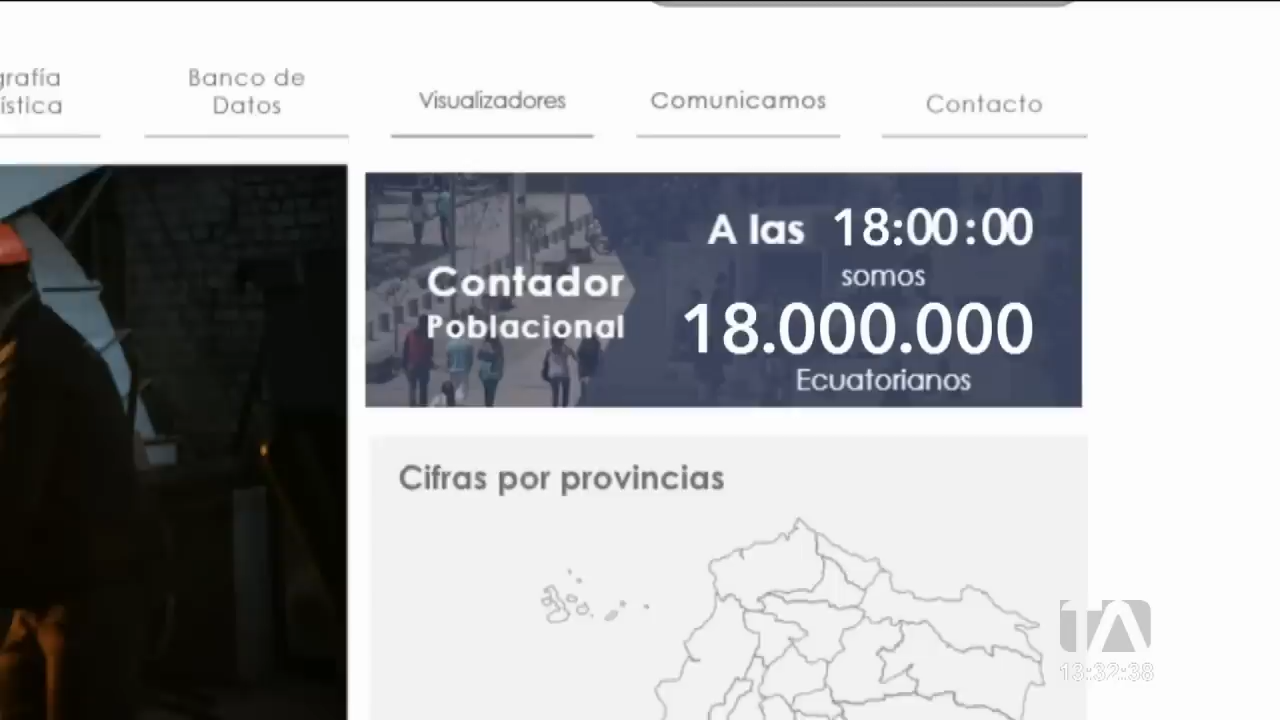 grafía
ística
Banco de
Datos
Visualizadores
Comunicamos
Contacto
Contador
Poblacional
A las 18:00:00
somos
18.000.000
Ecuatorianos
Cifras por provincias
TA
13:32:38